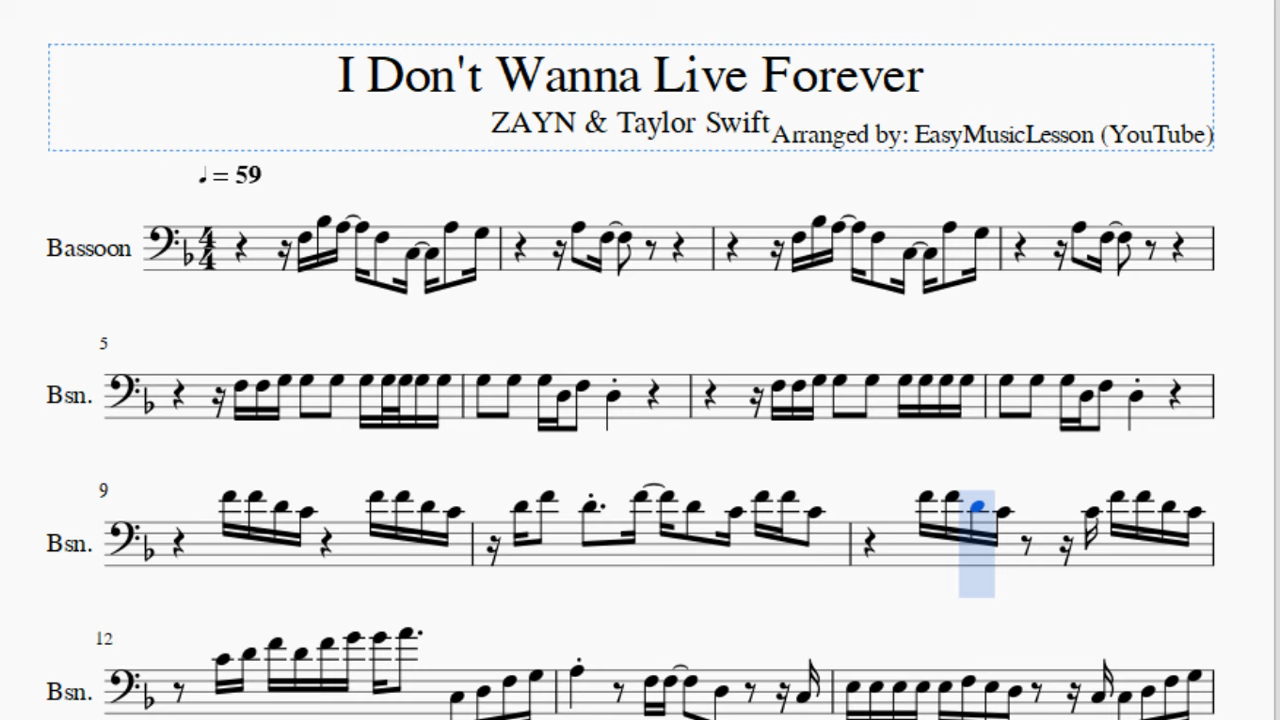 I Don't Wanna Live Forever
ZAYN & Taylor Swift
Arranged by: EasyMusicLesson (YouTube)
♩ = 59
Bassoon
5
Bsn.
9
Bsn.
12
Bsn.